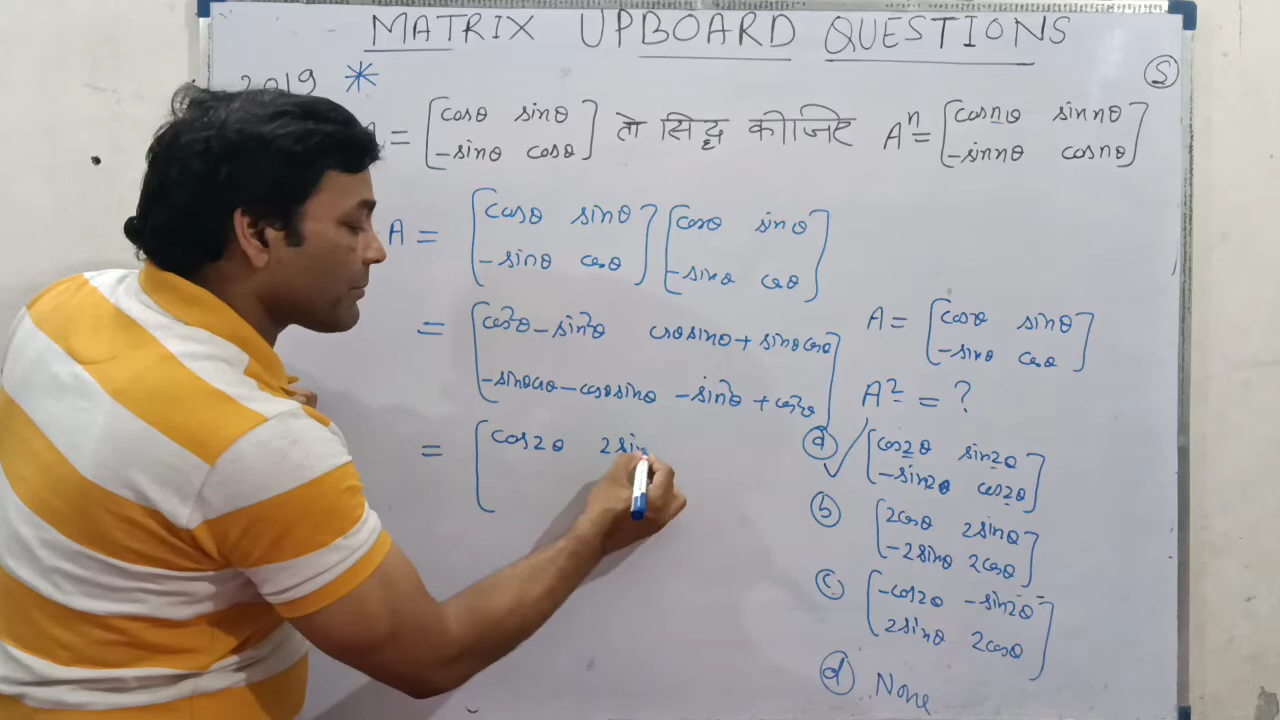 MATRIX UPBOARD QUESTIONS
2019 * 5
= [cosθ sinθ] तो सिद्ध कीजिए Aⁿ = [cosnθ sinnθ]
[-sinθ cosθ] [-sinnθ cosnθ]
A = [cosθ sinθ] [cosθ sinθ]
[-sinθ cosθ] [-sinθ cosθ]
= [cos²θ - sin²θ cosθsinθ + sinθcosθ]
[-sinθcosθ - cosθsinθ -sin²θ + cos²θ]
= [cos2θ 2sin
A = [cosθ sinθ]
[-sinθ cosθ]
A² = ?
a [cos2θ sin2θ]
[-sin2θ cos2θ]
b [2cosθ 2sinθ]
[-2sinθ 2cosθ]
c [-cos2θ -sin2θ]
[2sinθ 2cosθ]
d None